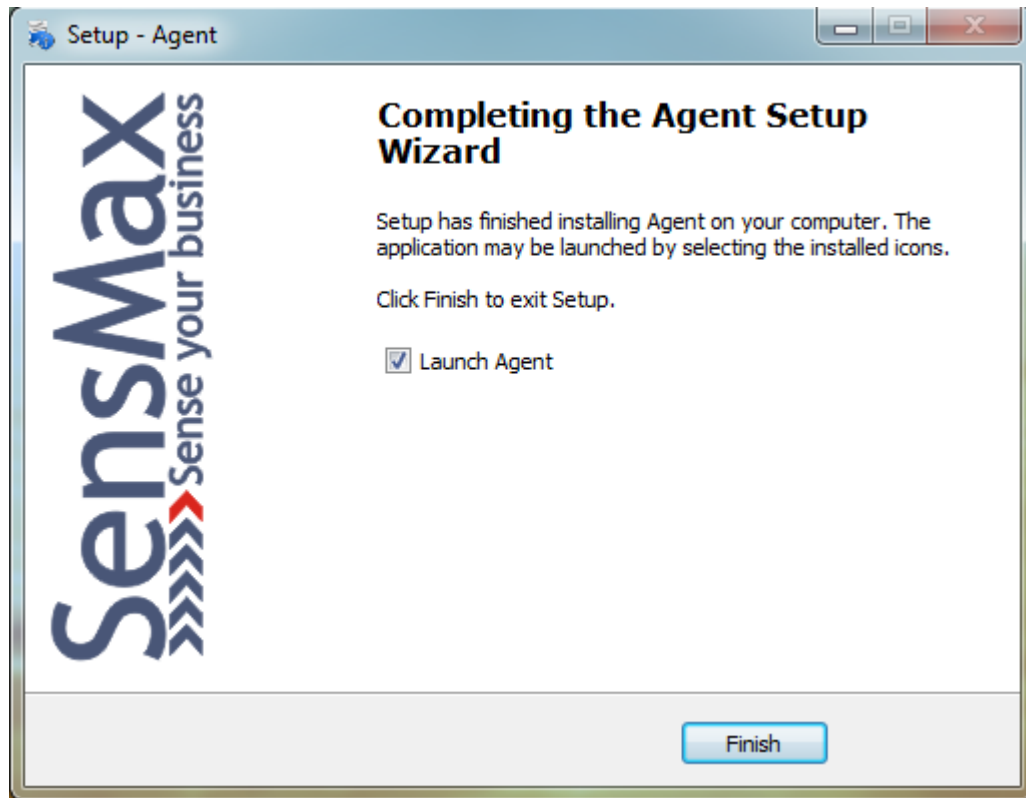 Setup - Agent
SensMax
Sense your business
Completing the Agent Setup
Wizard
Setup has finished installing Agent on your computer. The
application may be launched by selecting the installed icons.
Click Finish to exit Setup.
Launch Agent
Finish